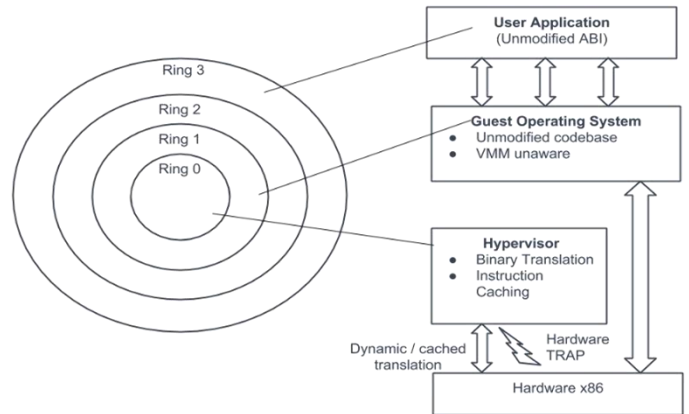 User Application
(Unmodified ABI)
Ring 3
Ring 2
Ring 1
Ring 0
Guest Operating System
● Unmodified codebase
● VMM unaware
Hypervisor
● Binary Translation
● Instruction
Caching
Dynamic / cached
translation
Hardware
TRAP
Hardware x86